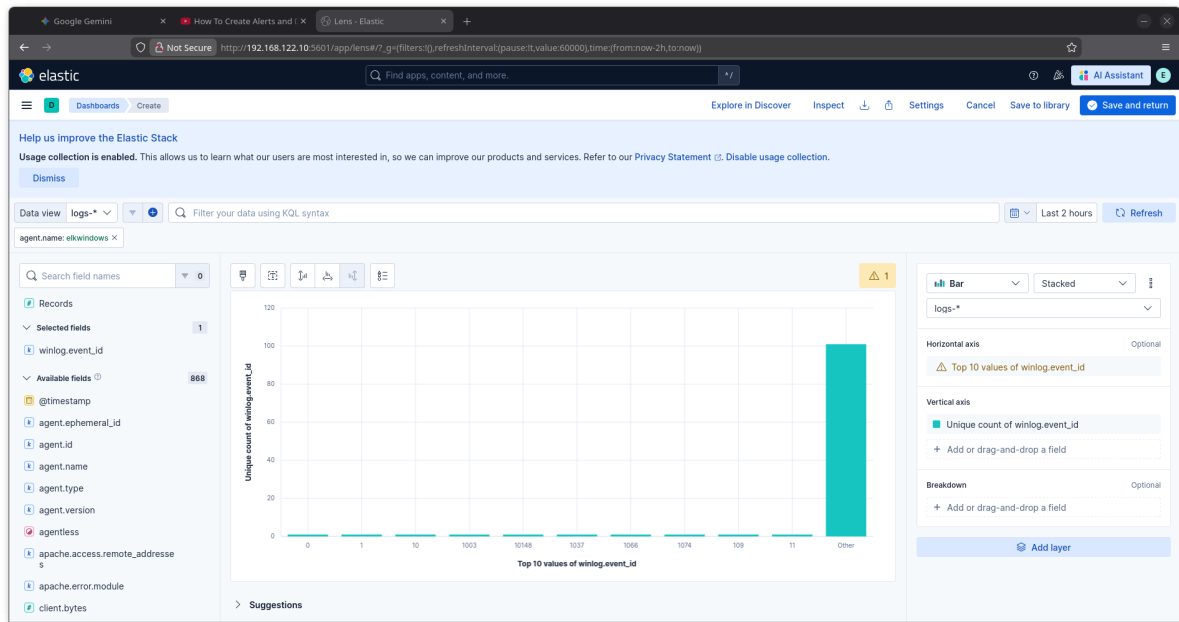 Google Gemini
How To Create Alerts and
Lens - Elastic
Not Secure http://192.168.122.10:5601/app/lens#/?_g=(filters:!(),refreshInterval:(pause:!t,value:60000),time:(from:now-2h,to:now))
elastic
Find apps, content, and more.
^/
AI Assistant
E
D
Dashboards
Create
Explore in Discover
Inspect
Settings
Cancel
Save to library
Save and return
Help us improve the Elastic Stack
Usage collection is enabled. This allows us to learn what our users are most interested in, so we can improve our products and services. Refer to our Privacy Statement. Disable usage collection.
Dismiss
Data view logs-*
Filter your data using KQL syntax
Last 2 hours
Refresh
agent.name: elkwindows ×
Search field names
0
Records
Selected fields 1
winlog.event_id
Available fields 868
@timestamp
agent.ephemeral_id
agent.id
agent.name
agent.type
agent.version
agentless
apache.access.remote_addresse
s
apache.error.module
client.bytes
1
120
100
80
60
40
20
0
Unique count of winlog.event_id
0 1 10 1003 10148 1037 1066 1074 109 11 Other
Top 10 values of winlog.event_id
Suggestions
Bar
Stacked
logs-*
Horizontal axis Optional
Top 10 values of winlog.event_id
Vertical axis
Unique count of winlog.event_id
+ Add or drag-and-drop a field
Breakdown Optional
+ Add or drag-and-drop a field
Add layer